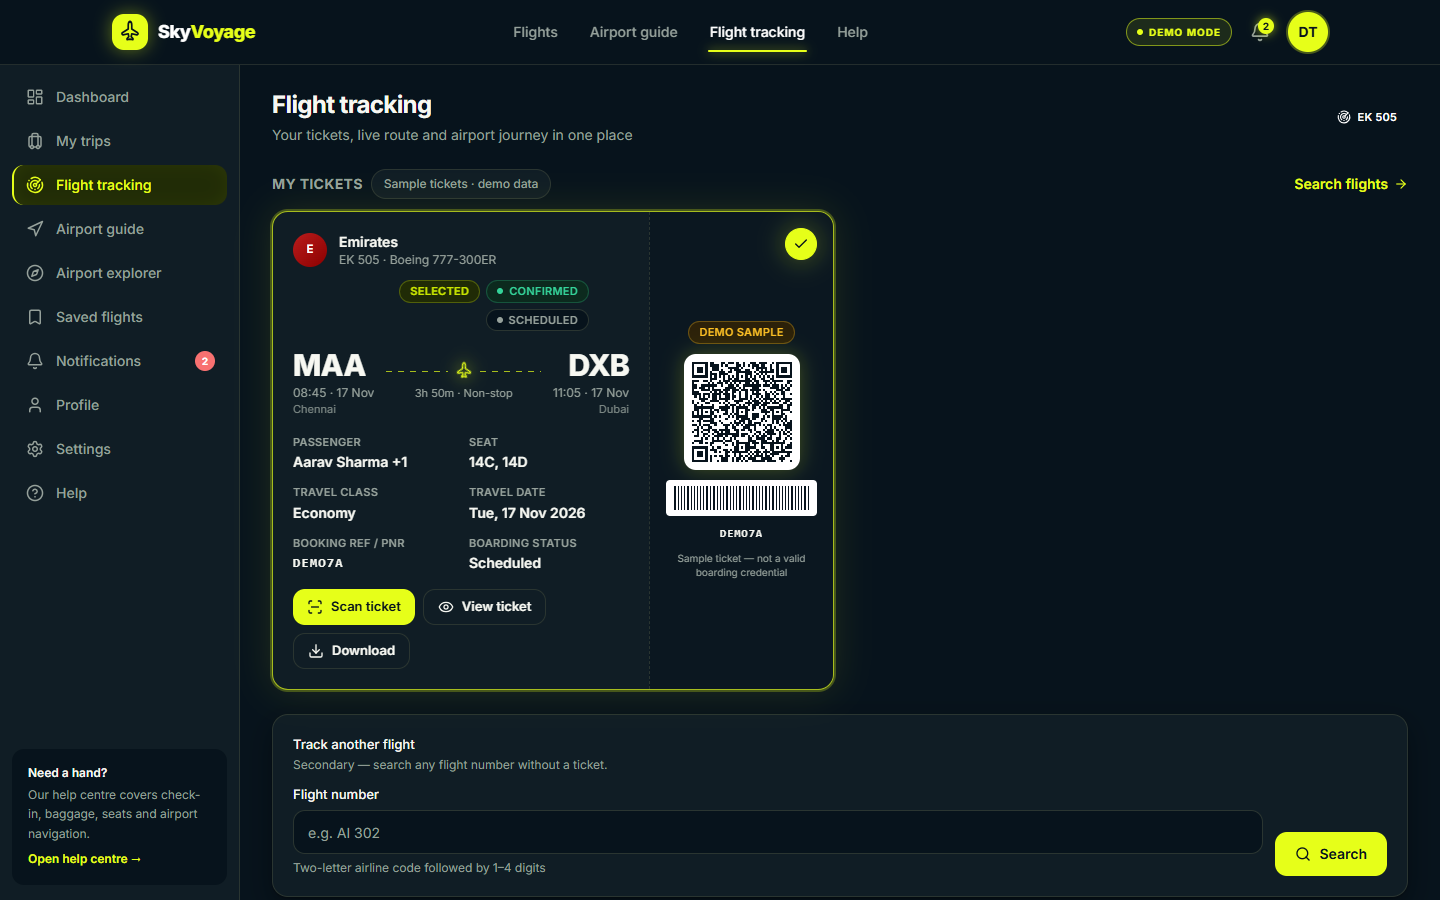 SkyVoyage
Flights
Airport guide
Flight tracking
Help
DEMO MODE
2
DT
Dashboard
My trips
Flight tracking
Airport guide
Airport explorer
Saved flights
Notifications
2
Profile
Settings
Help
Need a hand?
Our help centre covers check-
in, baggage, seats and airport
navigation.
Open help centre →
Flight tracking
Your tickets, live route and airport journey in one place
EK 505
MY TICKETS
Sample tickets · demo data
Search flights →
E
Emirates
EK 505 · Boeing 777-300ER
SELECTED
CONFIRMED
SCHEDULED
MAA
DXB
08:45 · 17 Nov
3h 50m · Non-stop
11:05 · 17 Nov
Chennai
Dubai
PASSENGER
SEAT
Aarav Sharma +1
14C, 14D
TRAVEL CLASS
TRAVEL DATE
Economy
Tue, 17 Nov 2026
BOOKING REF / PNR
BOARDING STATUS
DEMO7A
Scheduled
Scan ticket
View ticket
Download
DEMO SAMPLE
DEMO7A
Sample ticket — not a valid
boarding credential
Track another flight
Secondary — search any flight number without a ticket.
Flight number
e.g. AI 302
Two-letter airline code followed by 1–4 digits
Search